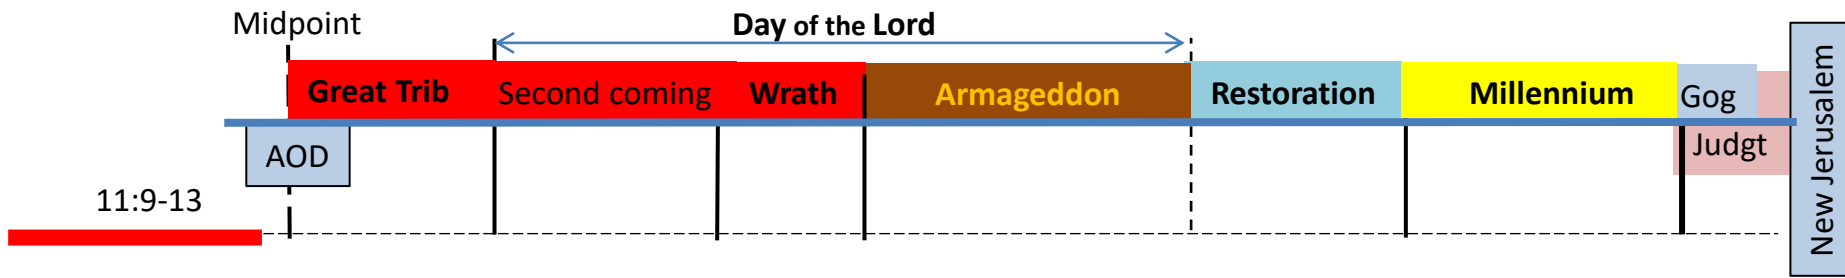 Midpoint
Day of the Lord
Great Trib
Second coming
Wrath
Armageddon
Restoration
Millennium
Gog
AOD
Judgt
New Jerusalem
11:9-13